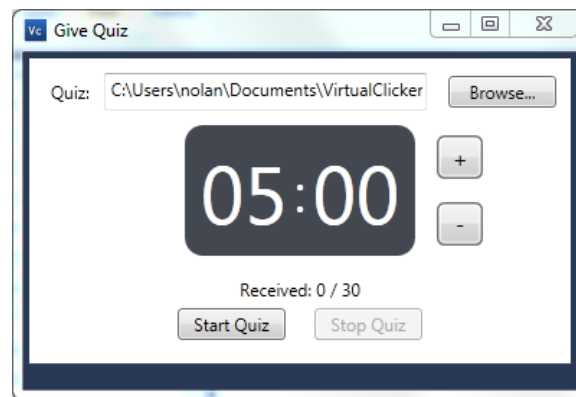 Vc Give Quiz
Quiz: C:\Users\nolan\Documents\VirtualClicker Browse...
05:00 +
-
Received: 0 / 30
Start Quiz Stop Quiz